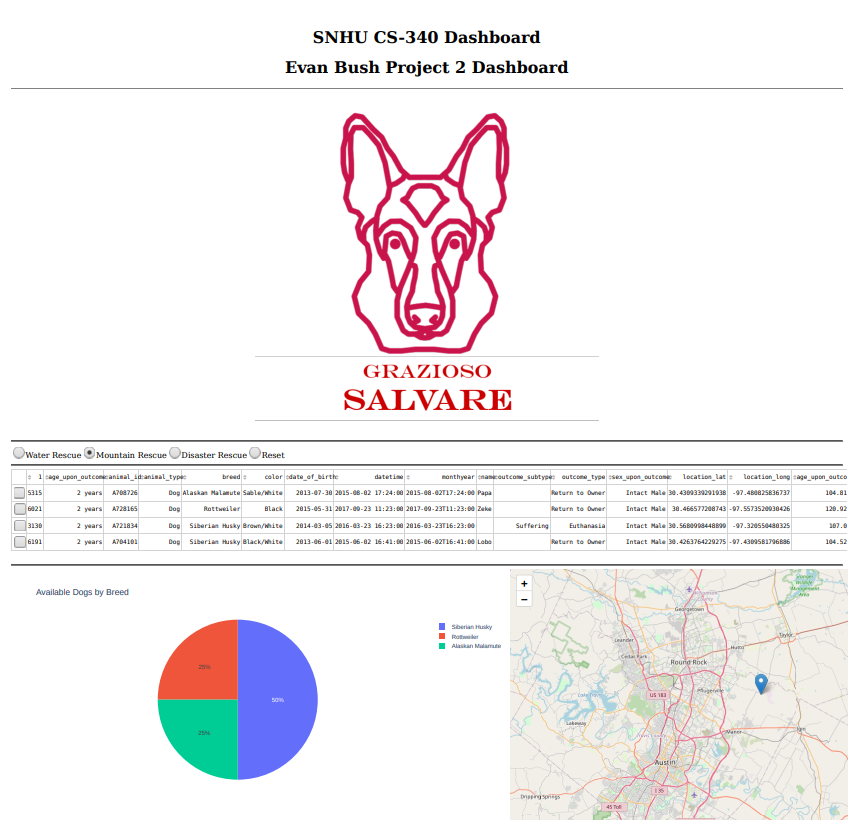 SNHU CS-340 Dashboard
Evan Bush Project 2 Dashboard
GRAZIOSO
SALVARE
Water Rescue Mountain Rescue Disaster Rescue Reset
1 age_upon_outcome animal_id animal_type breed color date_of_birth datetime monthyear name outcome_subtype outcome_type sex_upon_outcome location_lat location_long age_upon_outco
5315 2 years A708726 Dog Alaskan Malamute Sable/White 2013-07-30 2015-08-02 17:24:00 2015-08-02T17:24:00 Papa Return to Owner Intact Male 30.4309339291938 -97.480825836737 104.81
6021 2 years A728165 Dog Rottweiler Black 2015-05-31 2017-09-23 11:23:00 2017-09-23T11:23:00 Zeke Return to Owner Intact Male 30.466577208743 -97.5573520930426 120.92
3130 2 years A721834 Dog Siberian Husky Brown/White 2014-03-05 2016-03-23 16:23:00 2016-03-23T16:23:00 Suffering Euthanasia Intact Male 30.5680998448899 -97.320550480325 107.0
6191 2 years A704101 Dog Siberian Husky Black/White 2013-06-01 2015-06-02 16:41:00 2015-06-02T16:41:00 Lobo Return to Owner Intact Male 30.4263764229275 -97.4309581796886 104.52
Available Dogs by Breed
Siberian Husky
Rottweiler
Alaskan Malamute
25%
50%
25%
+
−
Georgetown
Leander
Taylor
Hutto
Cedar Park
Round Rock
Pflugerville
US 183
Lakeway
Manor
Elgin
Austin
I 35
Dripping Springs
45 Toll